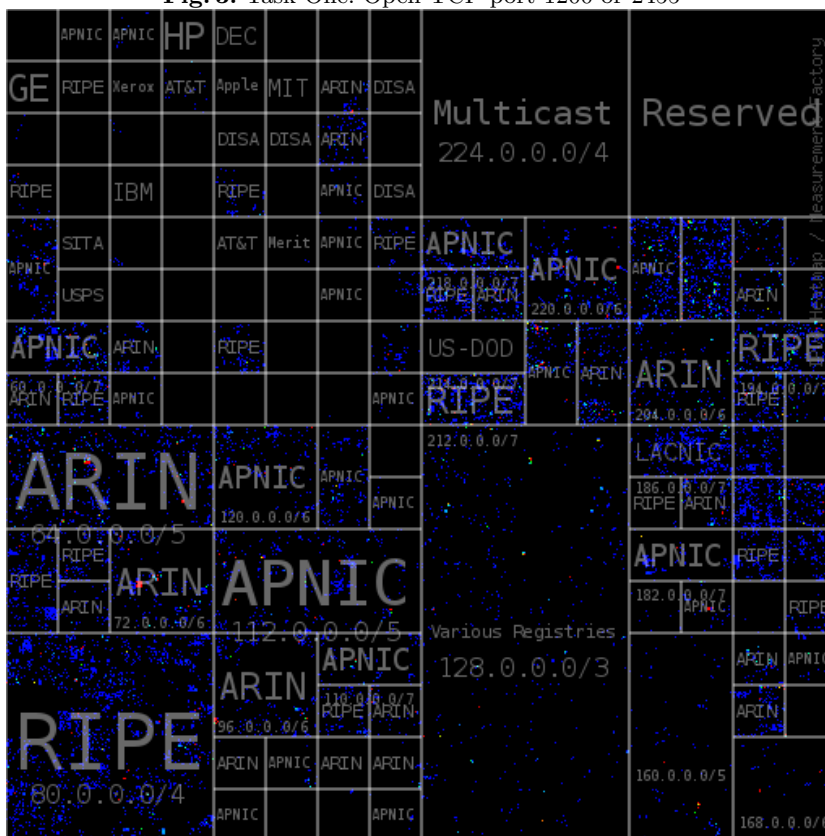 Fig. 3: Task One: Open TCP port 1200 or 2455
APNIC APNIC HP DEC
GE RIPE Xerox AT&T Apple MIT ARIN DISA
Multicast
224.0.0.0/4
Reserved
DISA DISA ARIN
RIPE IBM RIPE APNIC DISA
APNIC SITA AT&T Merit APNIC RIPE
USPS APNIC
APNIC
218.0.0.0/7
RIPE ARIN
APNIC
220.0.0.0/6
APNIC
ARIN
APNIC
60.0.0.0/7
ARIN RIPE
ARIN
APNIC
RIPE
APNIC
US-DOD
214.0.0.0/7
RIPE
212.0.0.0/7
APNIC ARIN
ARIN
204.0.0.0/6
RIPE
194.0.0.0/7
RIPE
ARIN
64.0.0.0/5
APNIC
120.0.0.0/6
APNIC
APNIC
LACNIC
186.0.0.0/7
RIPE ARIN
RIPE
RIPE
ARIN
ARIN
72.0.0.0/6
APNIC
112.0.0.0/5
APNIC
182.0.0.0/7
APNIC
RIPE
RIPE
Various Registries
128.0.0.0/3
RIPE
80.0.0.0/4
ARIN
96.0.0.0/6
APNIC
110.0.0.0/7
RIPE ARIN
ARIN APNIC ARIN ARIN
APNIC APNIC
160.0.0.0/5
ARIN APNIC
ARIN
168.0.0.0/6
Heatmap / Measurement Factory